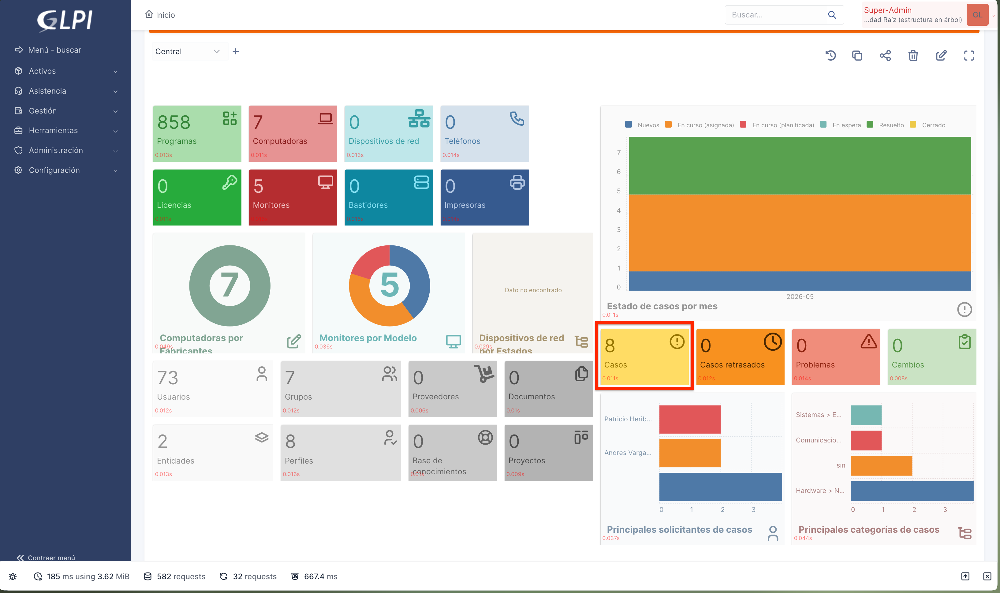 GLPI
Inicio
Buscar...
Super-Admin
...dad Raíz (estructura en árbol)
GL
Menú - buscar
Activos
Asistencia
Gestión
Herramientas
Administración
Configuración
Contraer menú
Central
858
Programas
0.013s
7
Computadoras
0.011s
0
Dispositivos de red
0.013s
0
Teléfonos
0.014s
0
Licencias
0.011s
5
Monitores
0
Bastidores
0.016s
0
Impresoras
0.014s
7
Computadoras por
Fabricantes
0.049s
5
Monitores por Modelo
0.036s
Dato no encontrado
Dispositivos de red
por Estados
0.029s
73
Usuarios
0.012s
7
Grupos
0.012s
0
Proveedores
0.006s
0
Documentos
0.01s
2
Entidades
0.013s
8
Perfiles
0.016s
0
Base de
conocimientos
0.01s
0
Proyectos
0.009s
Nuevos En curso (asignada) En curso (planificada) En espera Resuelto Cerrado
7
6
5
4
3
2
1
0
2026-05
Estado de casos por mes
0.011s
8
Casos
0.011s
0
Casos retrasados
0.012s
0
Problemas
0.014s
0
Cambios
0.008s
Patricio Herib...
Andres Varga...
0 1 2 3
Principales solicitantes de casos
0.037s
Sistemas > E...
Comunicacio...
sin
Hardware > N...
0 1 2 3
Principales categorías de casos
0.044s
185 ms using 3.62 MiB
582 requests
32 requests
667.4 ms